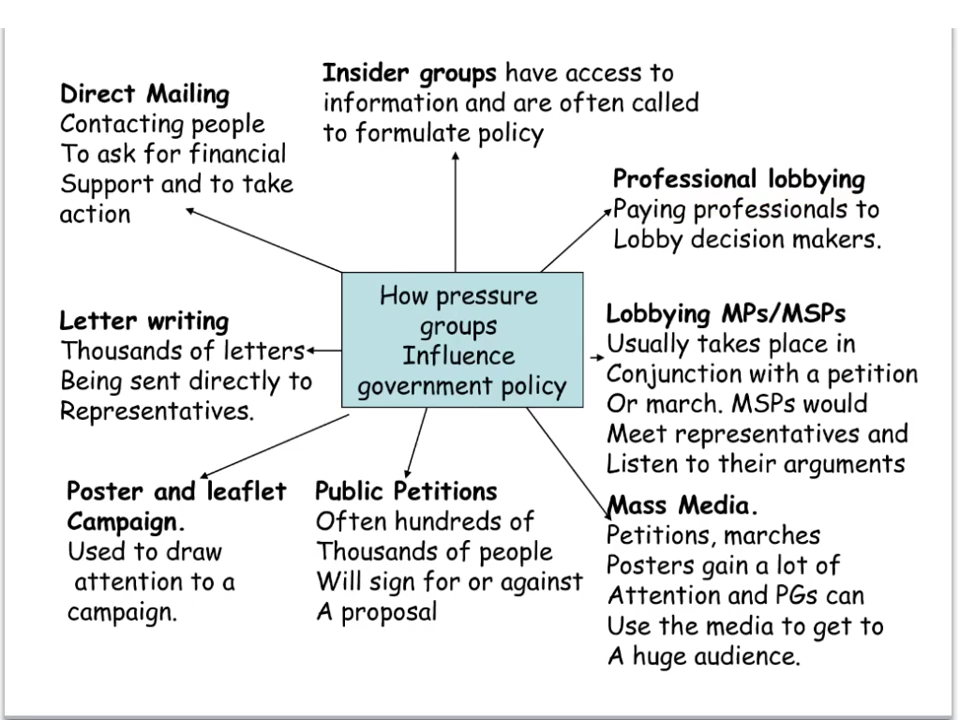 Direct Mailing
Contacting people
To ask for financial
Support and to take
action
Insider groups have access to
information and are often called
to formulate policy
Professional lobbying
Paying professionals to
Lobby decision makers.
How pressure
groups
Influence
government policy
Letter writing
Thousands of letters
Being sent directly to
Representatives.
Lobbying MPs/MSPs
Usually takes place in
Conjunction with a petition
Or march. MSPs would
Meet representatives and
Listen to their arguments
Poster and leaflet
Campaign.
Used to draw
attention to a
campaign.
Public Petitions
Often hundreds of
Thousands of people
Will sign for or against
A proposal
Mass Media.
Petitions, marches
Posters gain a lot of
Attention and PGs can
Use the media to get to
A huge audience.